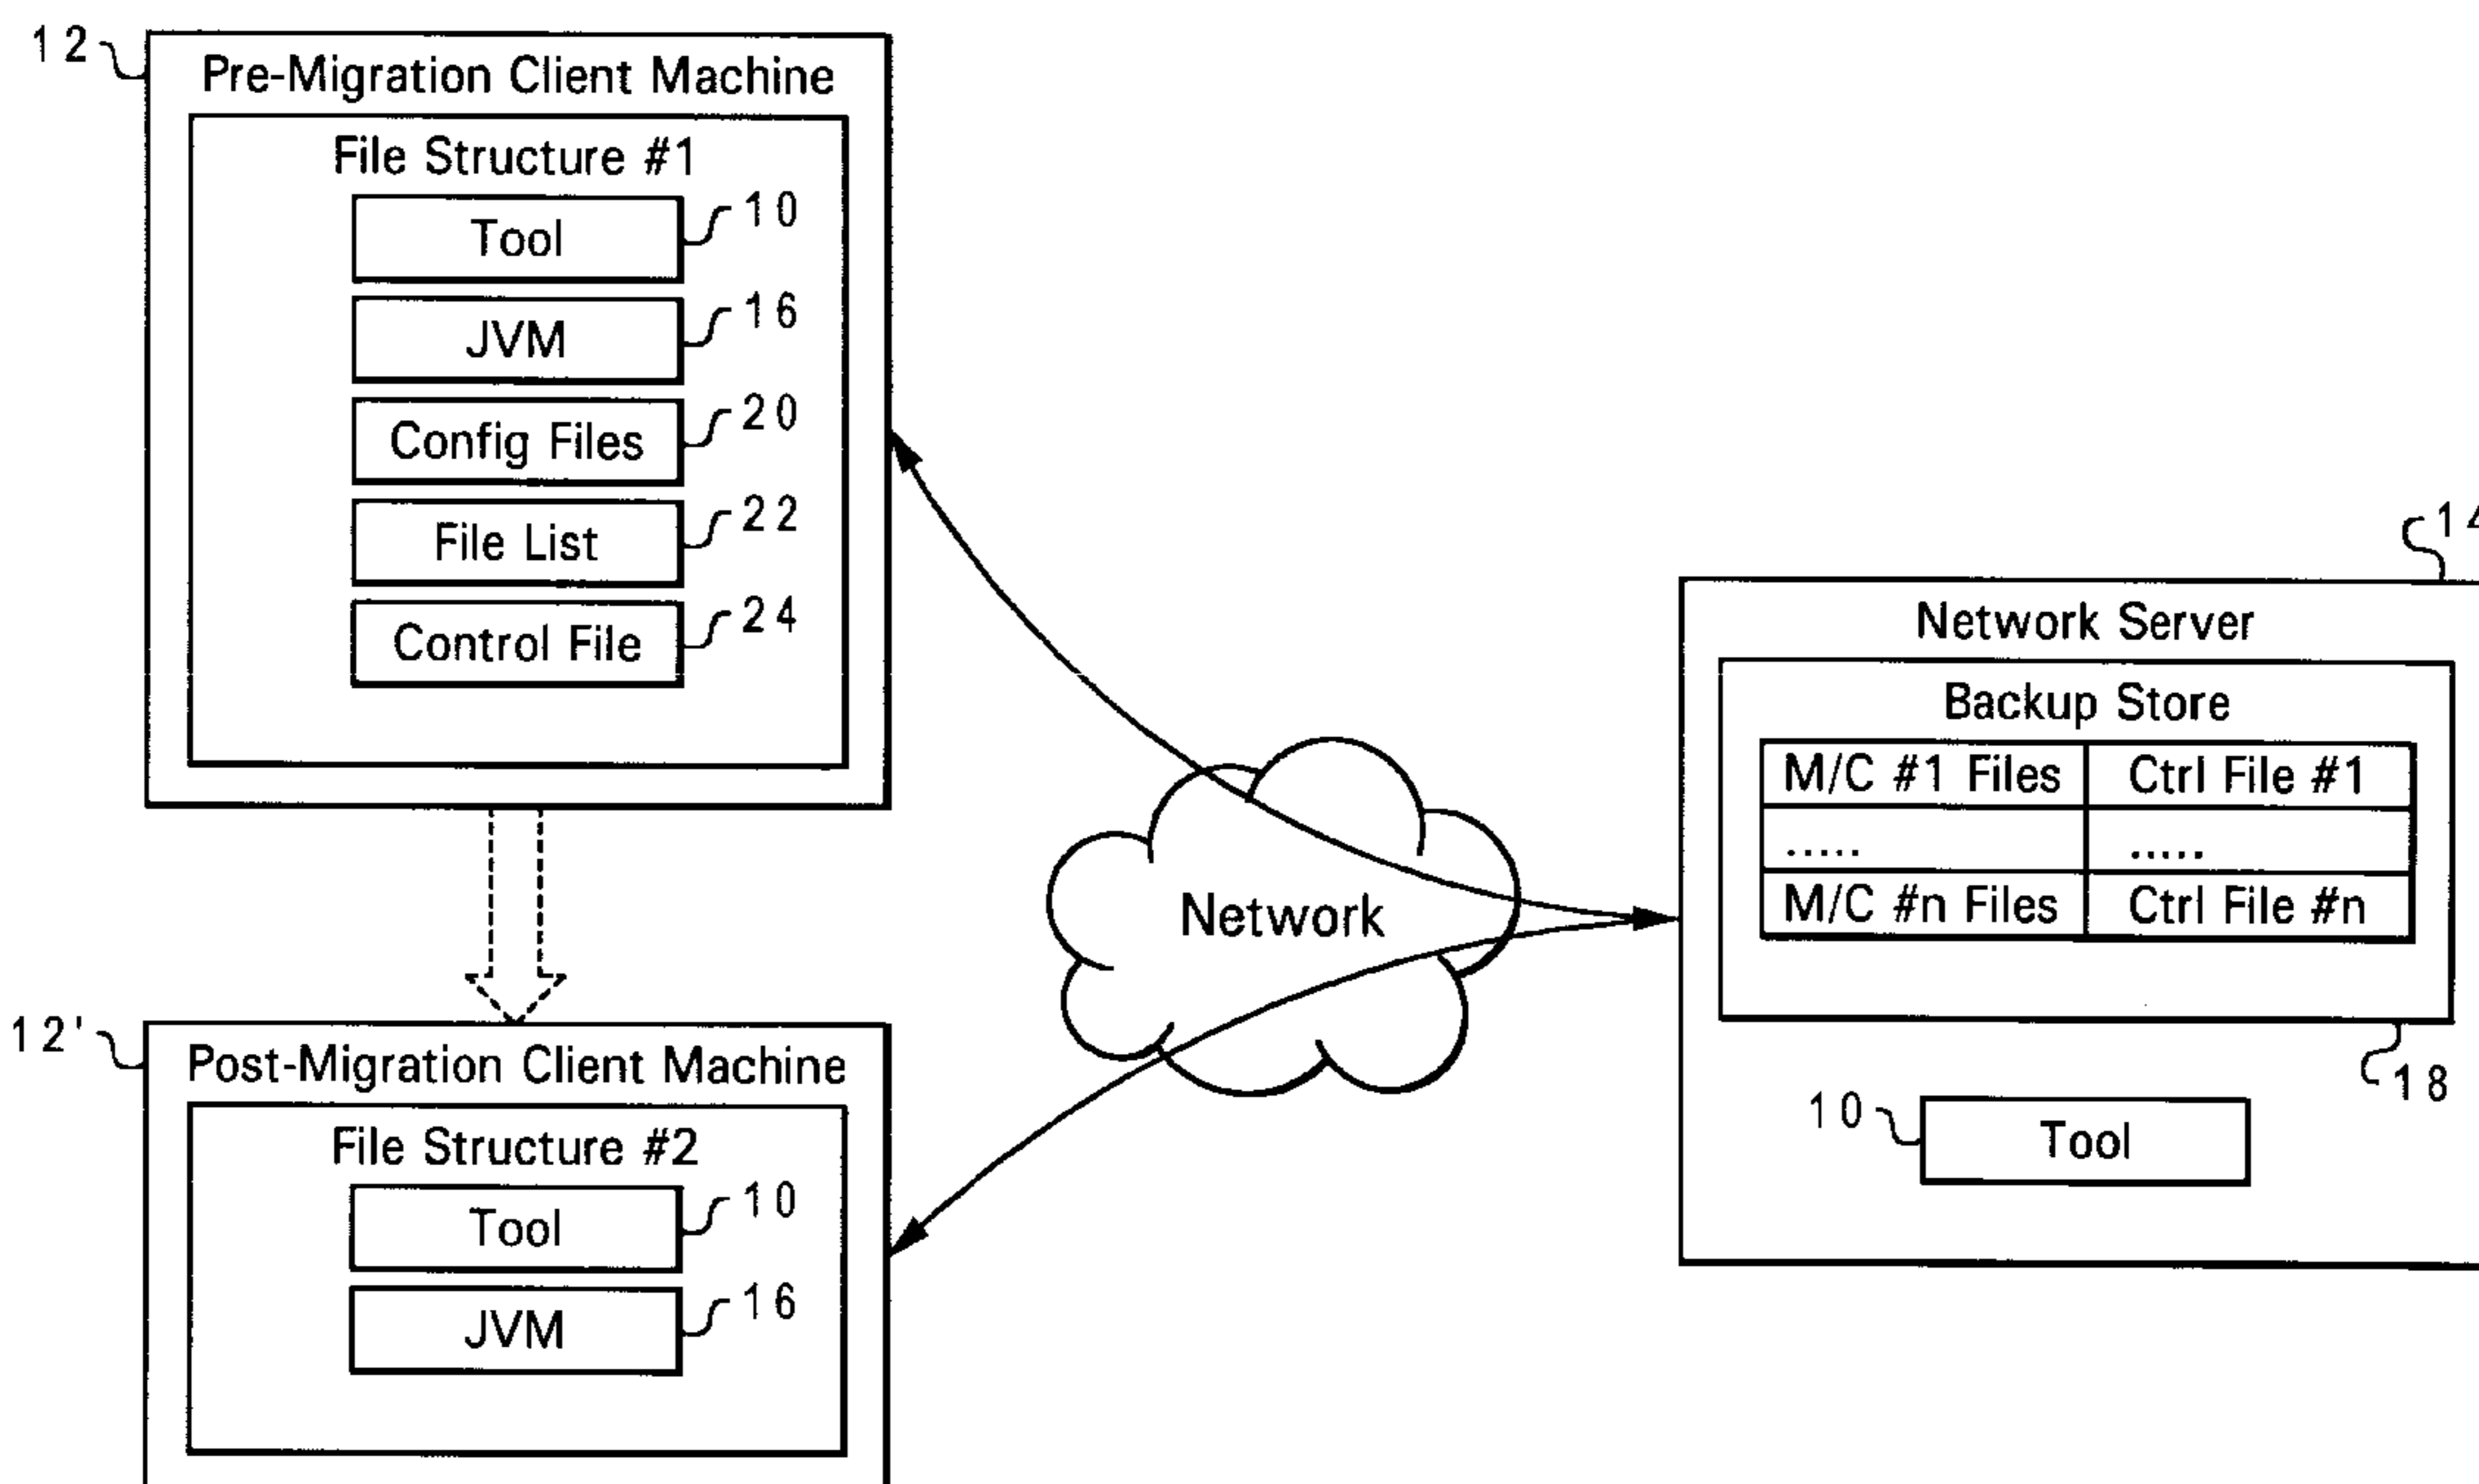 12
Pre-Migration Client Machine
File Structure #1
Tool
10
JVM
16
Config Files
20
File List
22
Control File
24
12'
Post-Migration Client Machine
File Structure #2
Tool
10
JVM
16
Network
14
Network Server
Backup Store
M/C #1 Files
Ctrl File #1
.....
.....
M/C #n Files
Ctrl File #n
18
10
Tool